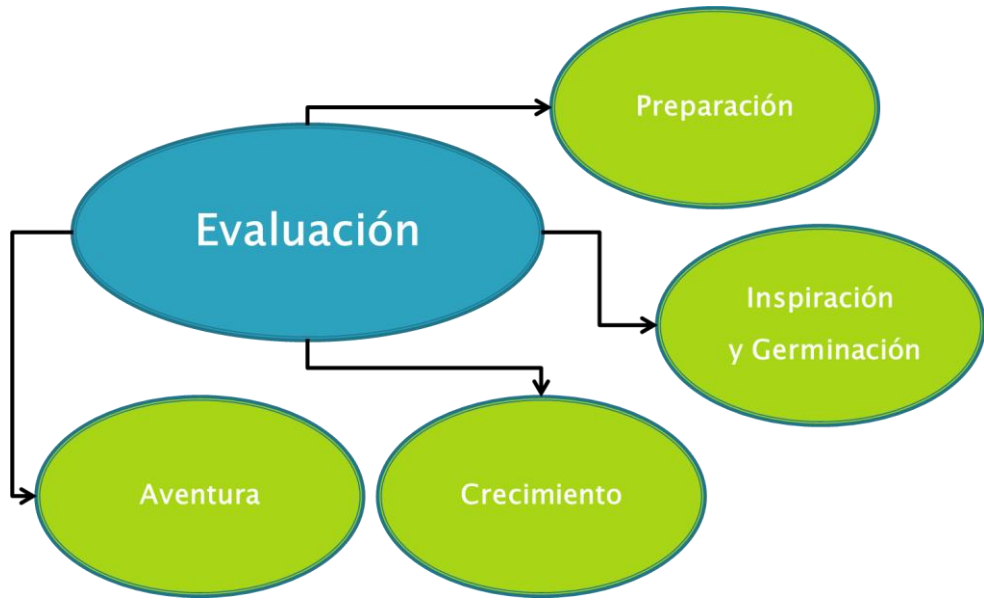 Preparación
Evaluación
Inspiración
y Germinación
Aventura
Crecimiento